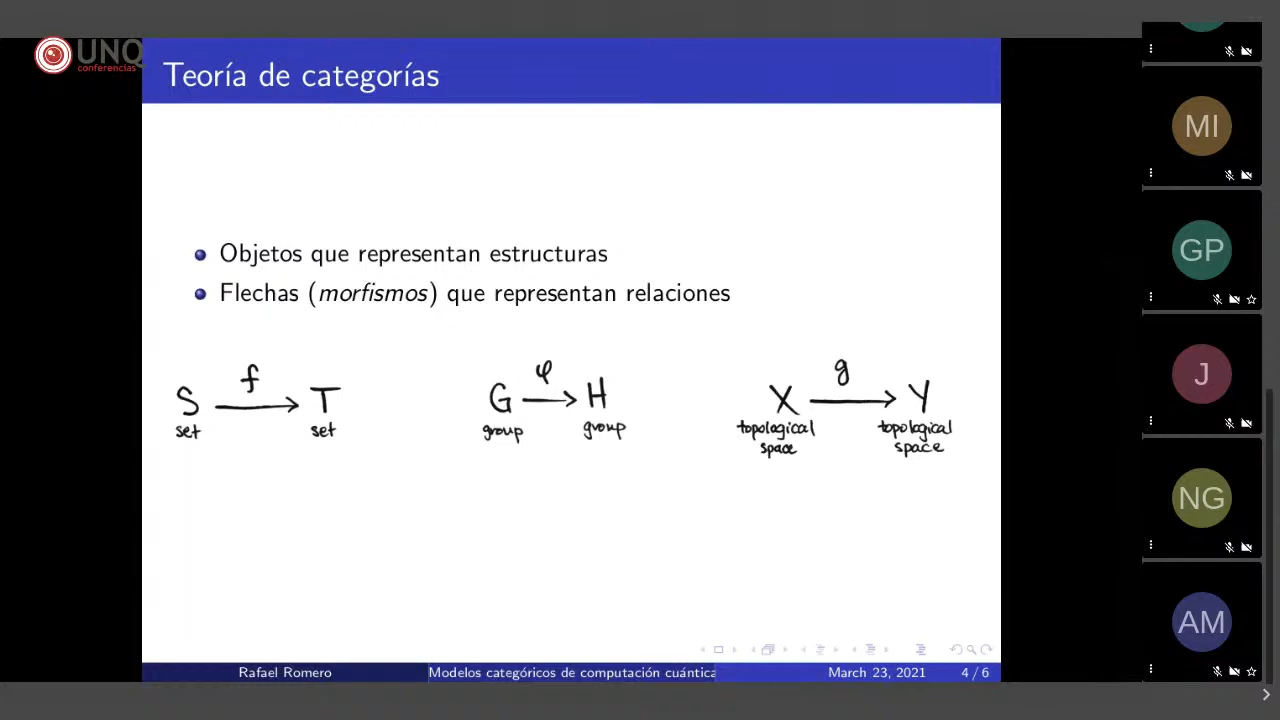 UNQ
conferencias
Teoría de categorías
Objetos que representan estructuras
Flechas (morfismos) que representan relaciones
S f T
set set
G φ H
group group
X g Y
topological space topological space
Rafael Romero Modelos categóricos de computación cuántica March 23, 2021 4 / 6
MI
GP
J
NG
AM